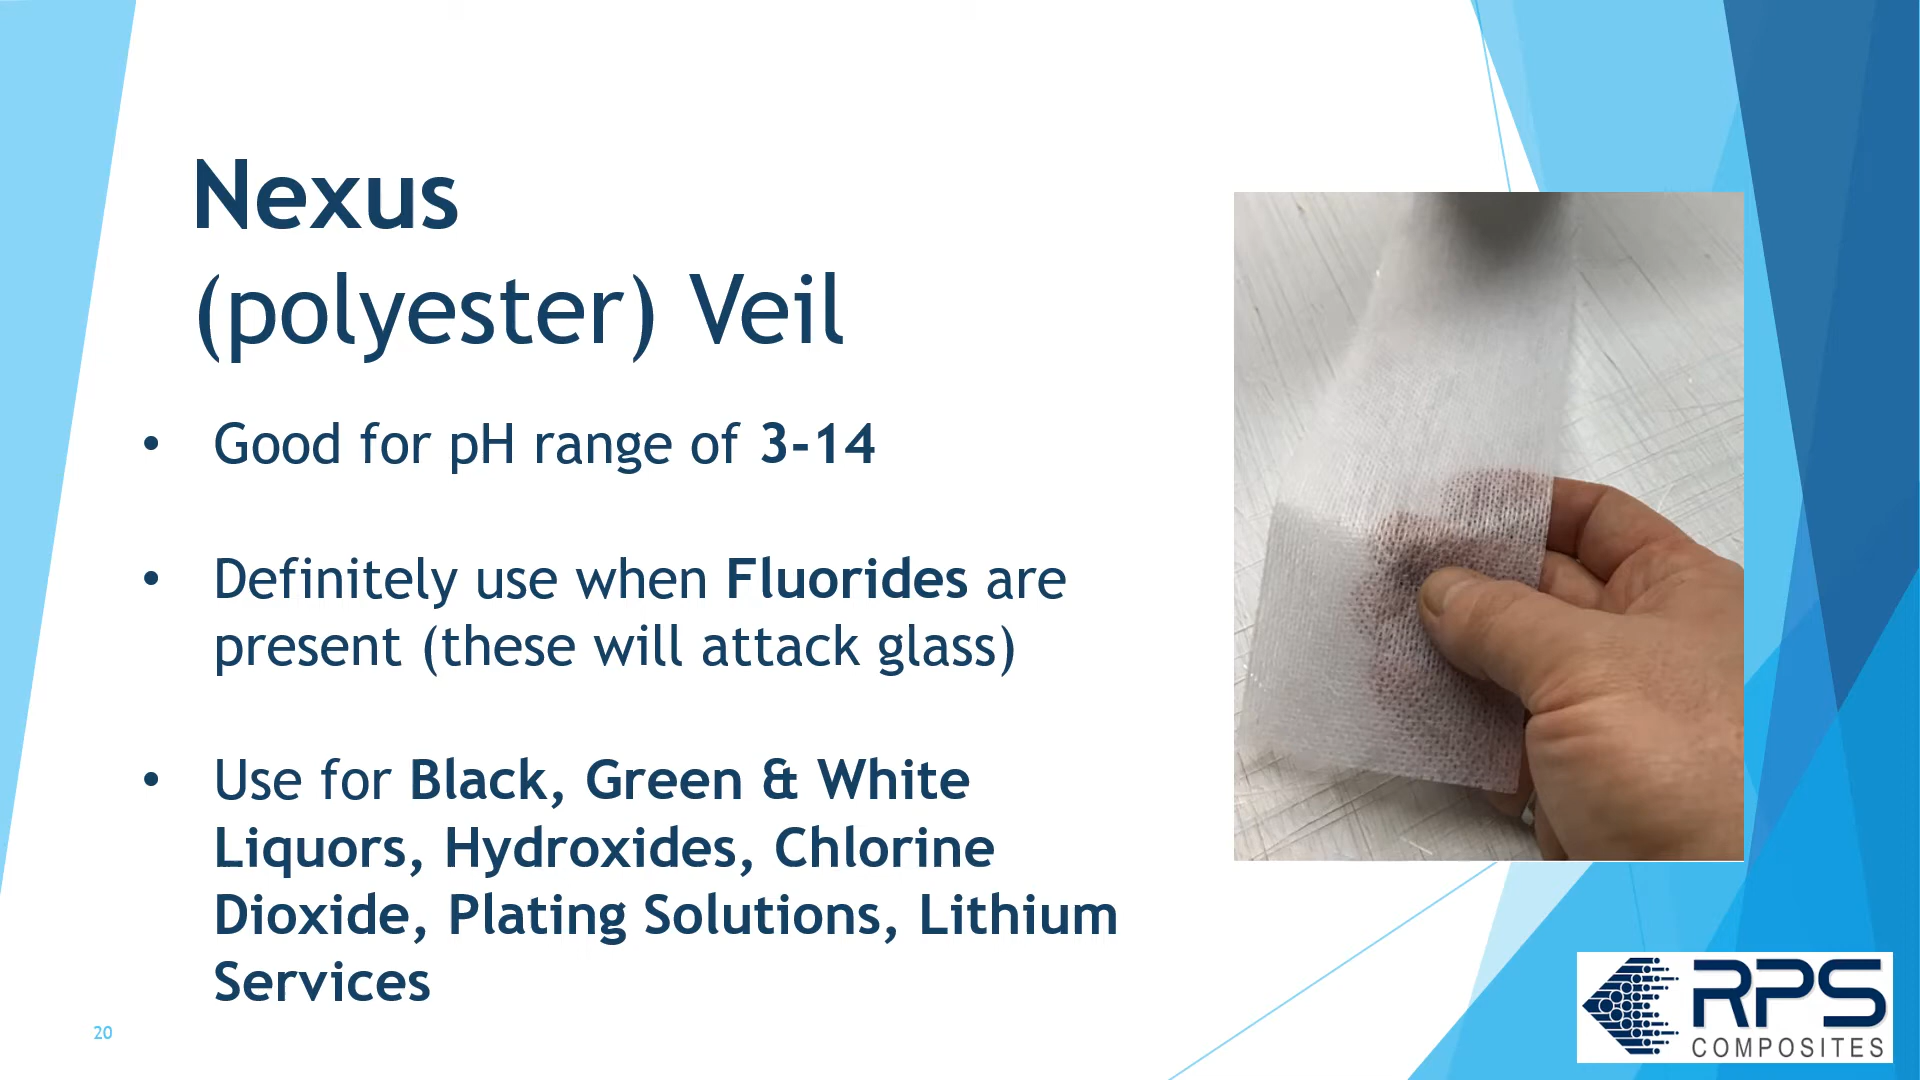 Nexus
(polyester) Veil
• Good for pH range of 3-14
• Definitely use when Fluorides are
present (these will attack glass)
• Use for Black, Green & White
Liquors, Hydroxides, Chlorine
Dioxide, Plating Solutions, Lithium
Services
20
RPS
COMPOSITES